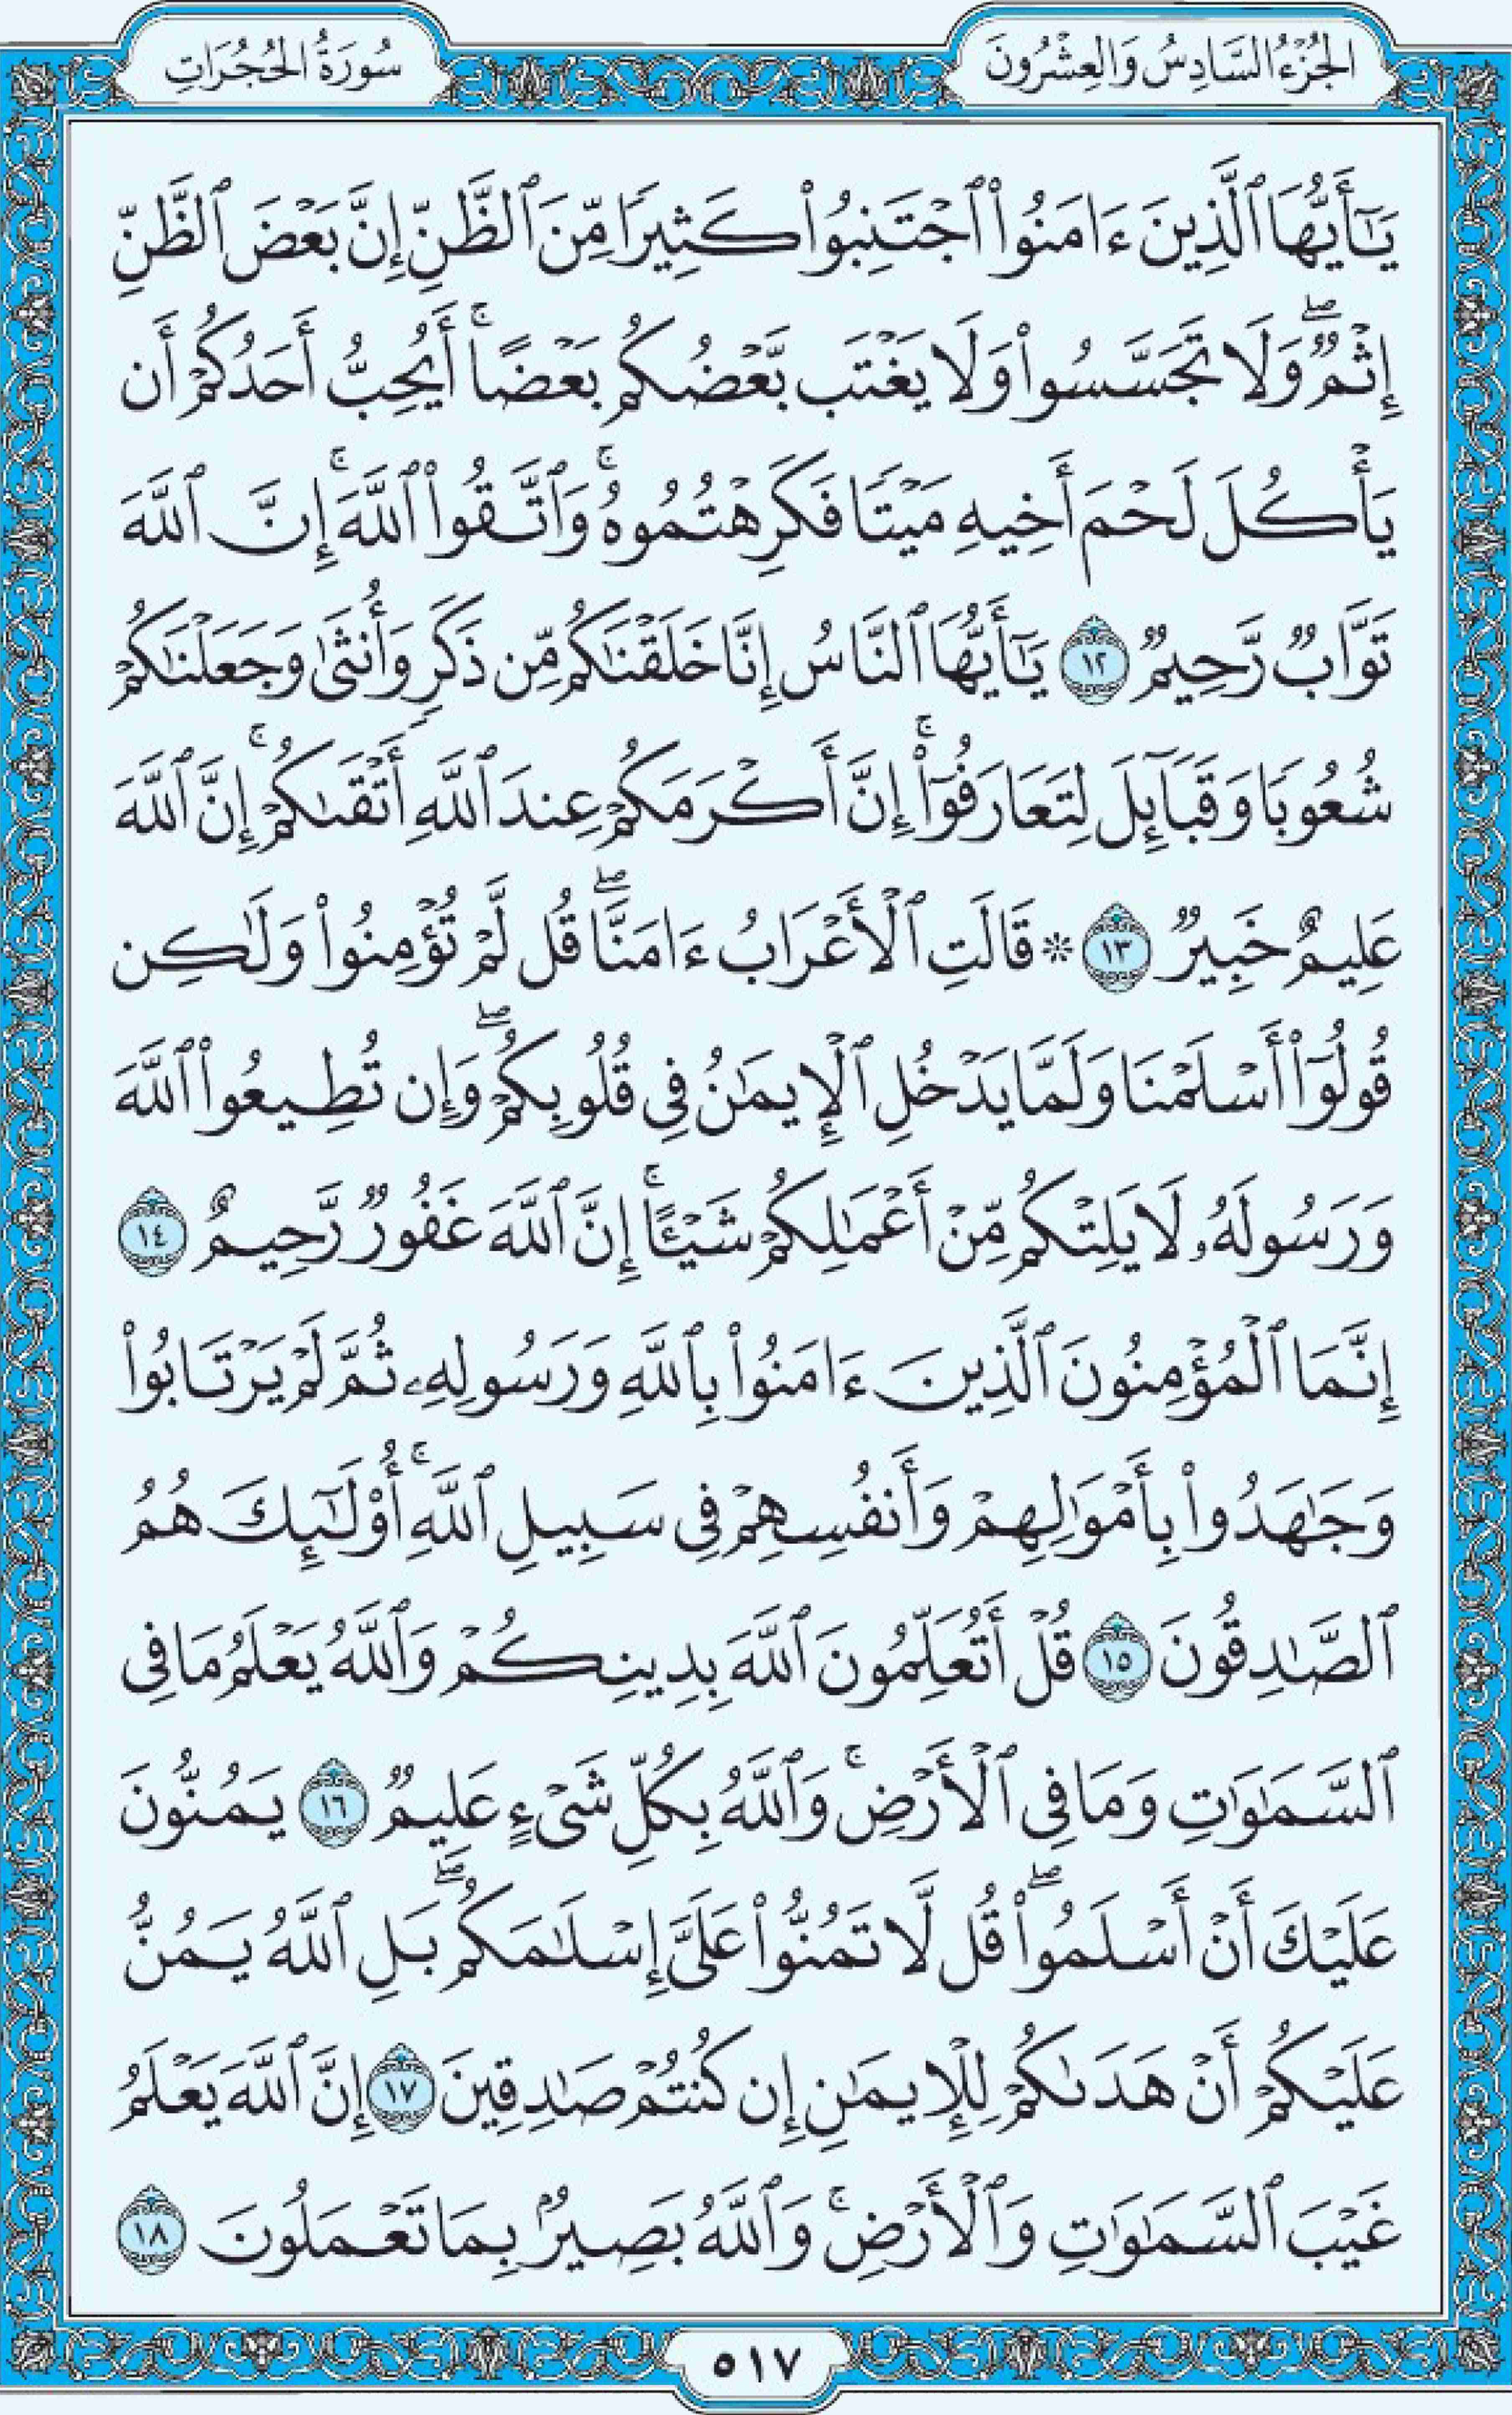 الجُزْءُ السَّادِسُ وَالعِشْرُونَ
سُورَةُ الحُجُرَاتِ
يَٰٓأَيُّهَا ٱلَّذِينَ ءَامَنُواْ ٱجْتَنِبُواْ كَثِيرٗا مِّنَ ٱلظَّنِّ إِنَّ بَعْضَ ٱلظَّنِّ
إِثْمٞۖ وَلَا تَجَسَّسُواْ وَلَا يَغْتَب بَّعْضُكُم بَعْضًاۚ أَيُحِبُّ أَحَدُكُمْ أَن
يَأْكُلَ لَحْمَ أَخِيهِ مَيْتٗا فَكَرِهْتُمُوهُۚ وَٱتَّقُواْ ٱللَّهَۚ إِنَّ ٱللَّهَ
تَوَّابٞ رَّحِيمٞ ١٢ يَٰٓأَيُّهَا ٱلنَّاسُ إِنَّا خَلَقْنَٰكُم مِّن ذَكَرٖ وَأُنثَىٰ وَجَعَلْنَٰكُمْ
شُعُوبٗا وَقَبَآئِلَ لِتَعَارَفُوٓاْۚ إِنَّ أَكْرَمَكُمْ عِندَ ٱللَّهِ أَتْقَىٰكُمْۚ إِنَّ ٱللَّهَ
عَلِيمٌ خَبِيرٞ ١٣ ۞ قَالَتِ ٱلْأَعْرَابُ ءَامَنَّاۖ قُل لَّمْ تُؤْمِنُواْ وَلَٰكِن
قُولُوٓاْ أَسْلَمْنَا وَلَمَّا يَدْخُلِ ٱلْإِيمَٰنُ فِي قُلُوبِكُمْۖ وَإِن تُطِيعُواْ ٱللَّهَ
وَرَسُولَهُۥ لَا يَلِتْكُم مِّنْ أَعْمَٰلِكُمْ شَيْـًٔاۚ إِنَّ ٱللَّهَ غَفُورٞ رَّحِيمٌ ١٤
إِنَّمَا ٱلْمُؤْمِنُونَ ٱلَّذِينَ ءَامَنُواْ بِٱللَّهِ وَرَسُولِهِۦ ثُمَّ لَمْ يَرْتَابُواْ
وَجَٰهَدُواْ بِأَمْوَٰلِهِمْ وَأَنفُسِهِمْ فِي سَبِيلِ ٱللَّهِۚ أُوْلَٰٓئِكَ هُمُ
ٱلصَّٰدِقُونَ ١٥ قُلْ أَتُعَلِّمُونَ ٱللَّهَ بِدِينِكُمْ وَٱللَّهُ يَعْلَمُ مَا فِي
ٱلسَّمَٰوَٰتِ وَمَا فِي ٱلْأَرْضِۚ وَٱللَّهُ بِكُلِّ شَيْءٍ عَلِيمٞ ١٦ يَمُنُّونَ
عَلَيْكَ أَنْ أَسْلَمُواْۖ قُل لَّا تَمُنُّواْ عَلَيَّ إِسْلَٰمَكُمۖ بَلِ ٱللَّهُ يَمُنُّ
عَلَيْكُمْ أَنْ هَدَىٰكُمْ لِلْإِيمَٰنِ إِن كُنتُمْ صَٰدِقِينَ ١٧ إِنَّ ٱللَّهَ يَعْلَمُ
غَيْبَ ٱلسَّمَٰوَٰتِ وَٱلْأَرْضِۚ وَٱللَّهُ بَصِيرُۢ بِمَا تَعْمَلُونَ ١٨
٥١٧